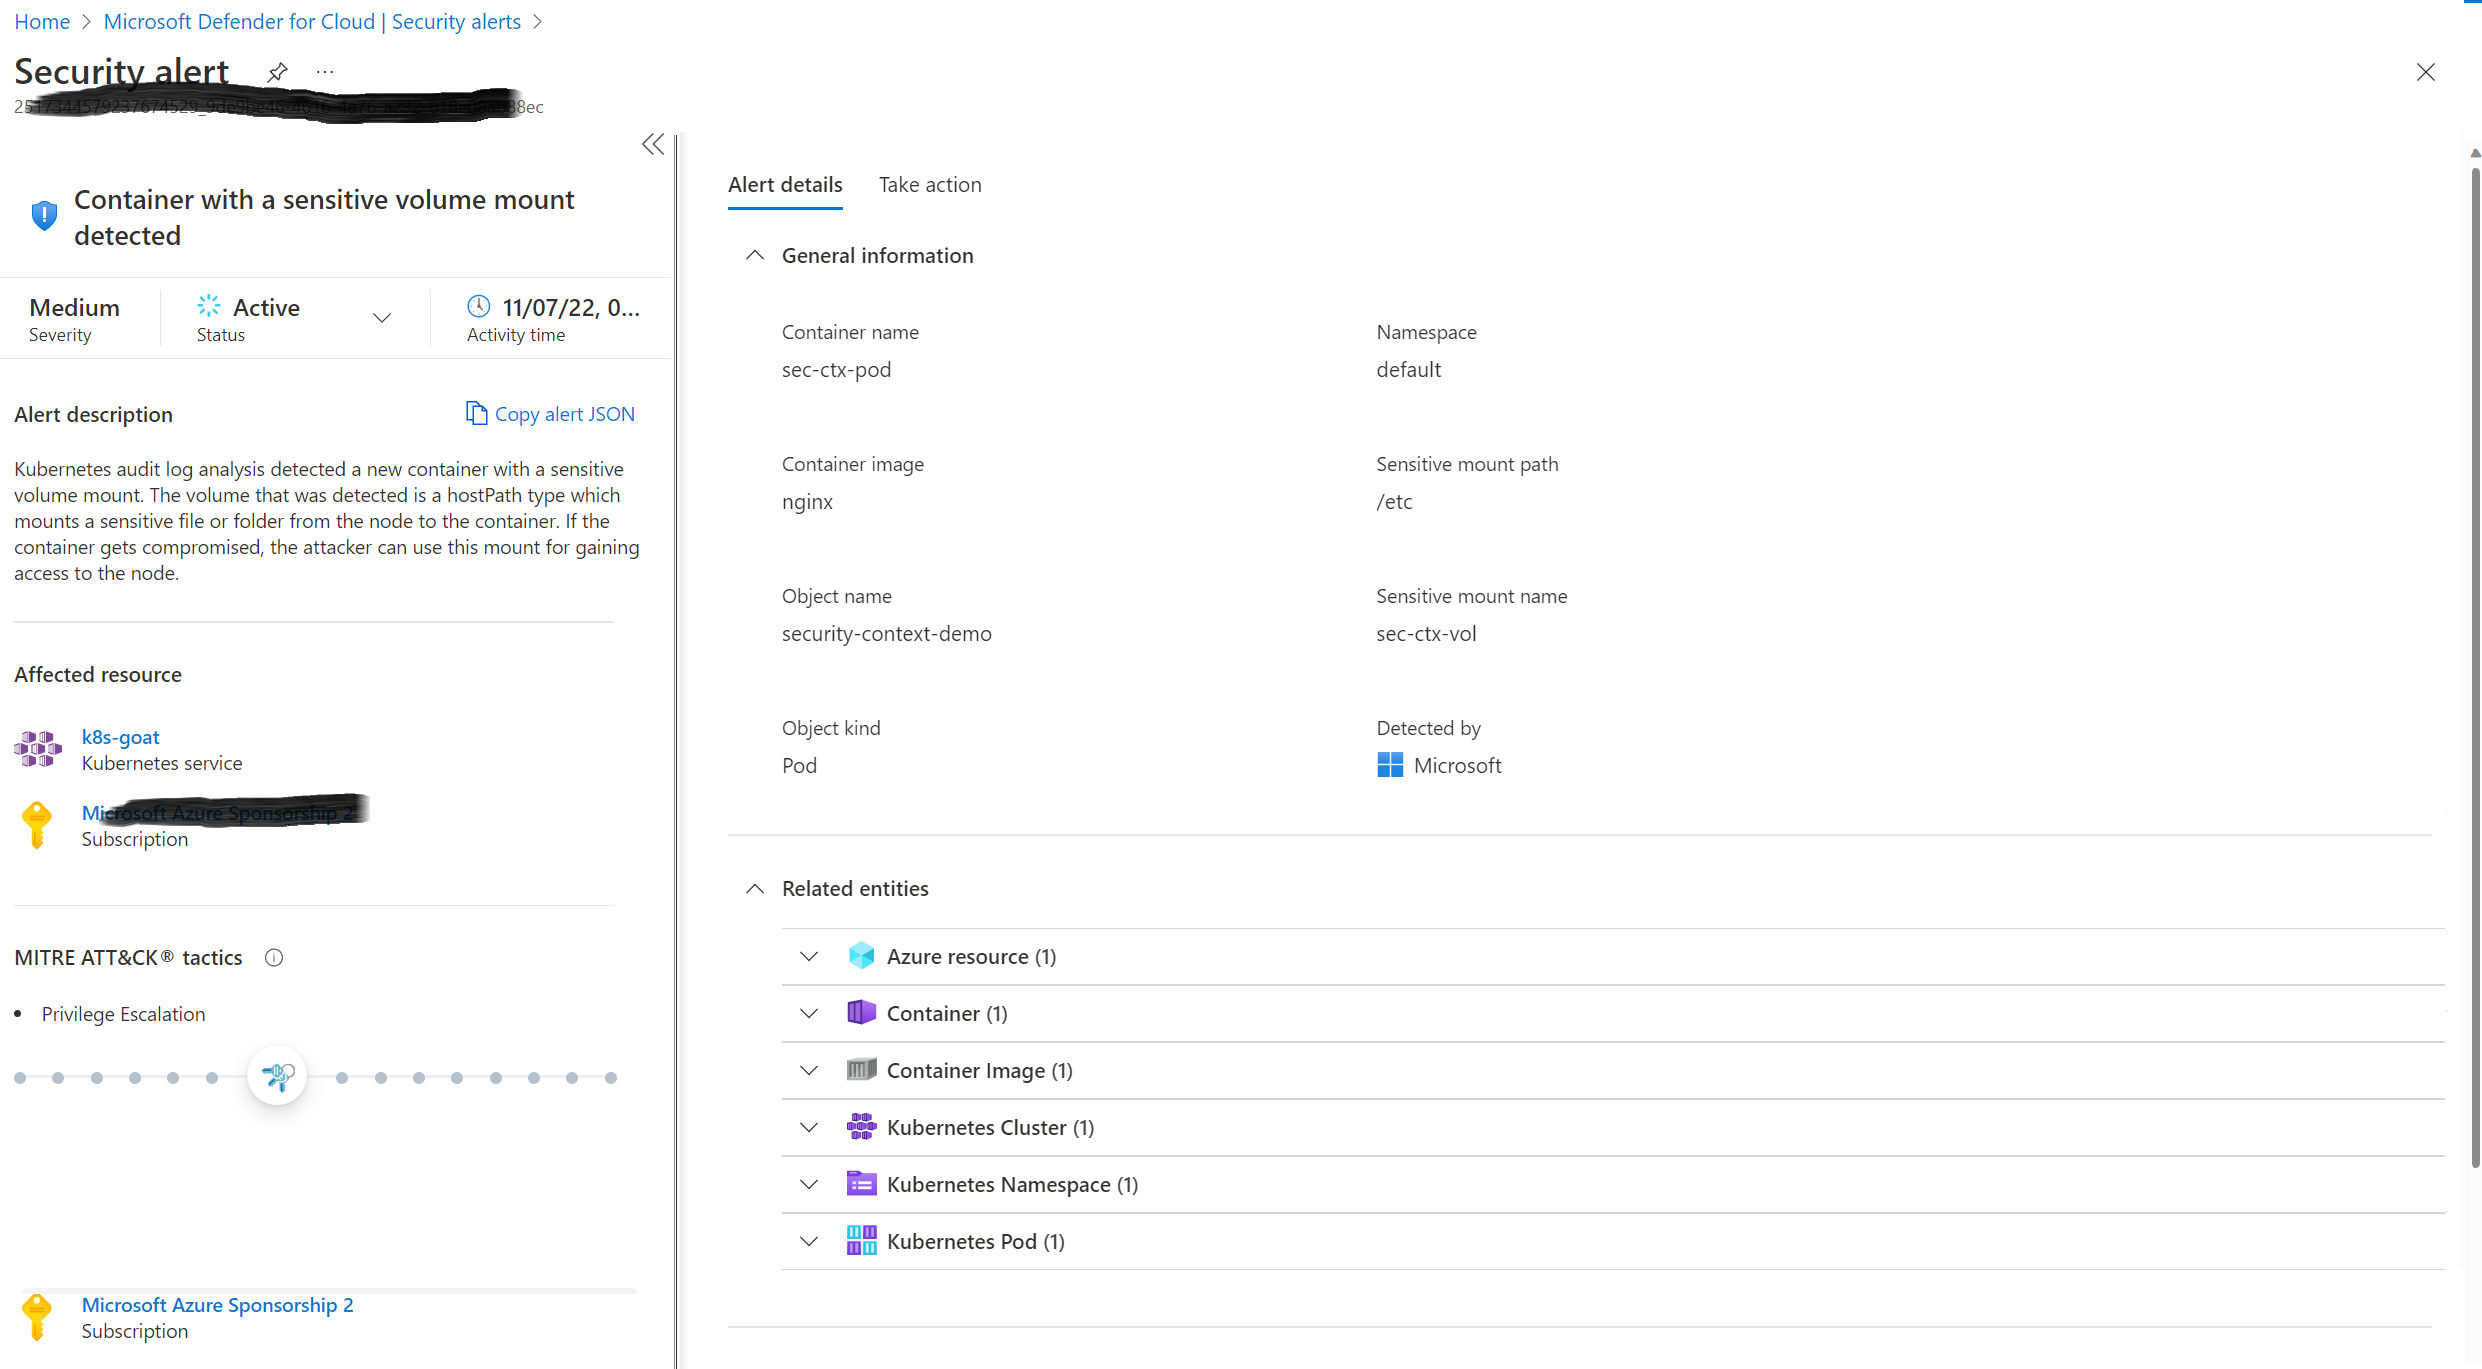 Home > Microsoft Defender for Cloud | Security alerts >
Security alert
Container with a sensitive volume mount
detected
Medium
Severity
Active
Status
11/07/22, 0...
Activity time
Alert description
Copy alert JSON
Kubernetes audit log analysis detected a new container with a sensitive
volume mount. The volume that was detected is a hostPath type which
mounts a sensitive file or folder from the node to the container. If the
container gets compromised, the attacker can use this mount for gaining
access to the node.
Affected resource
k8s-goat
Kubernetes service
Microsoft Azure Sponsorship 2
Subscription
MITRE ATT&CK® tactics
• Privilege Escalation
Microsoft Azure Sponsorship 2
Subscription
Alert details
Take action
General information
Container name
sec-ctx-pod
Namespace
default
Container image
nginx
Sensitive mount path
/etc
Object name
security-context-demo
Sensitive mount name
sec-ctx-vol
Object kind
Pod
Detected by
Microsoft
Related entities
Azure resource (1)
Container (1)
Container Image (1)
Kubernetes Cluster (1)
Kubernetes Namespace (1)
Kubernetes Pod (1)